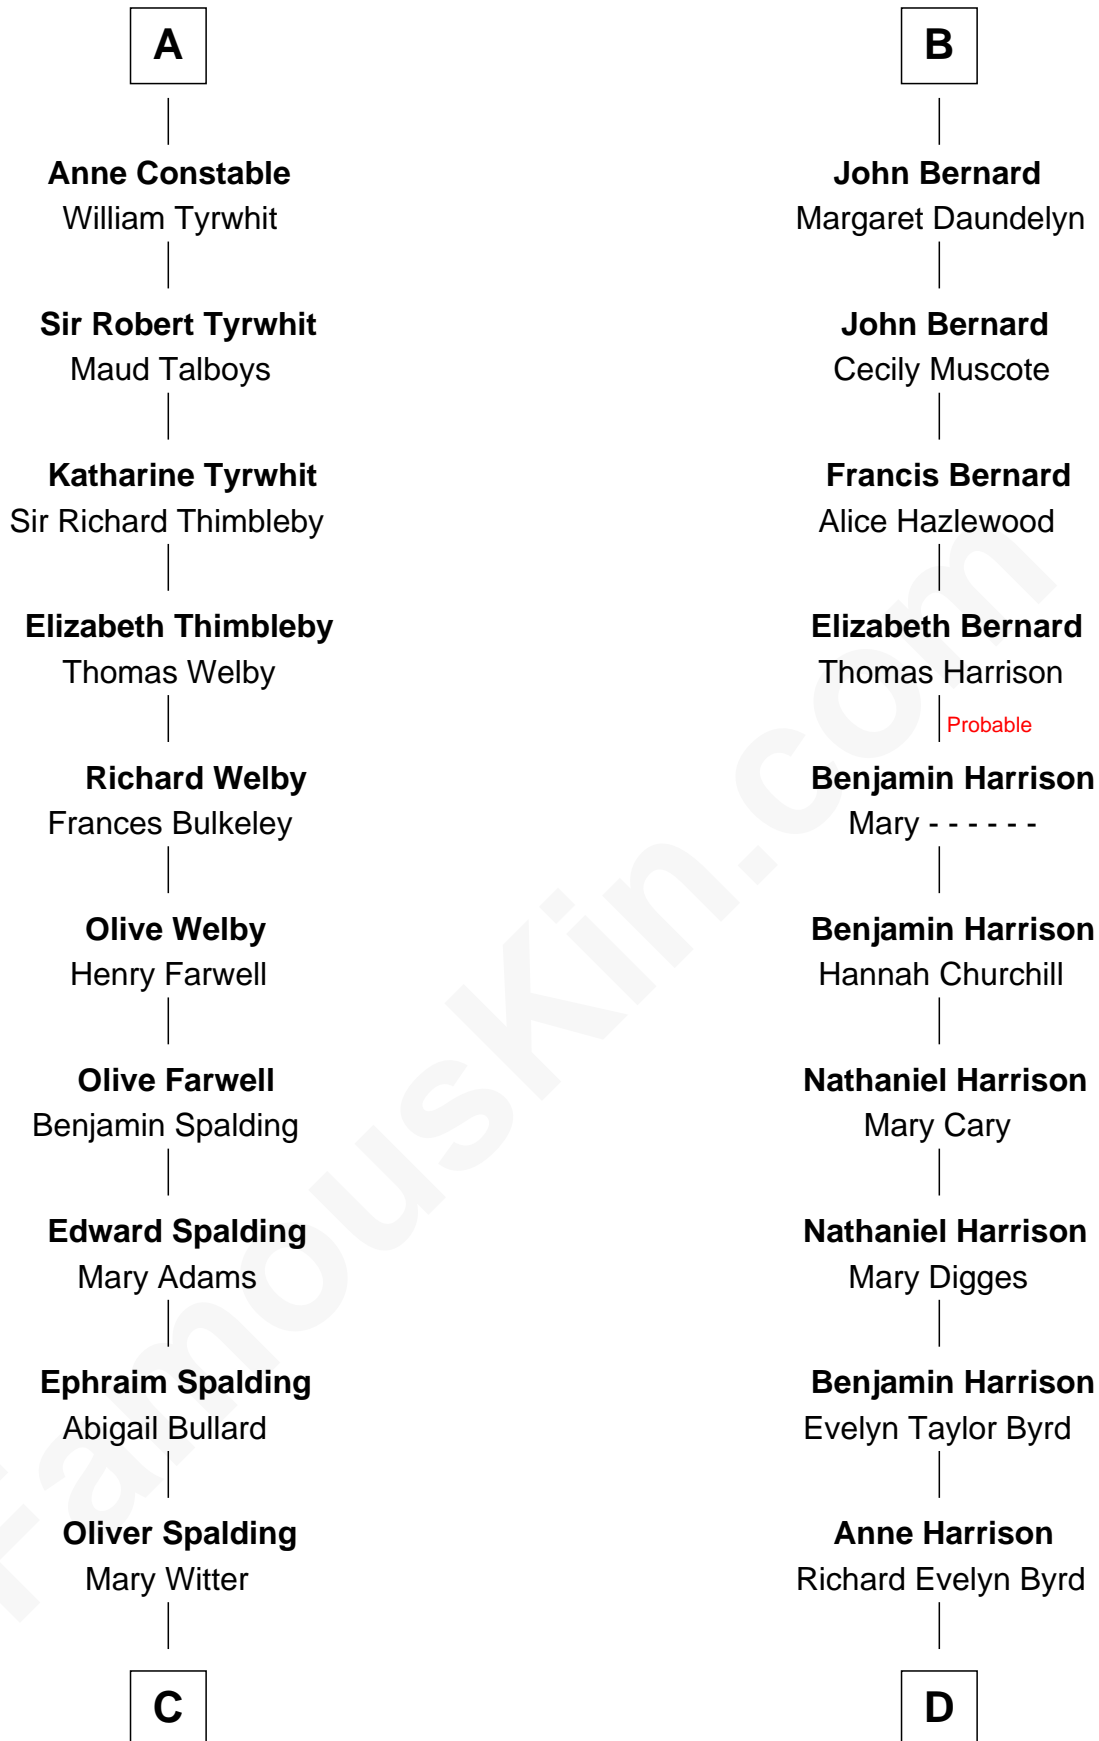 A
Anne Constable
William Tyrwhit
Sir Robert Tyrwhit
Maud Talboys
Katharine Tyrwhit
Sir Richard Thimbleby
Elizabeth Thimbleby
Thomas Welby
Richard Welby
Frances Bulkeley
Olive Welby
Henry Farwell
Olive Farwell
Benjamin Spalding
Edward Spalding
Mary Adams
Ephraim Spalding
Abigail Bullard
Oliver Spalding
Mary Witter
C
B
John Bernard
Margaret Daundelyn
John Bernard
Cecily Muscote
Francis Bernard
Alice Hazlewood
Elizabeth Bernard
Thomas Harrison
Probable
Benjamin Harrison
Mary - - - - - -
Benjamin Harrison
Hannah Churchill
Nathaniel Harrison
Mary Cary
Nathaniel Harrison
Mary Digges
Benjamin Harrison
Evelyn Taylor Byrd
Anne Harrison
Richard Evelyn Byrd
D
FamousKin.com